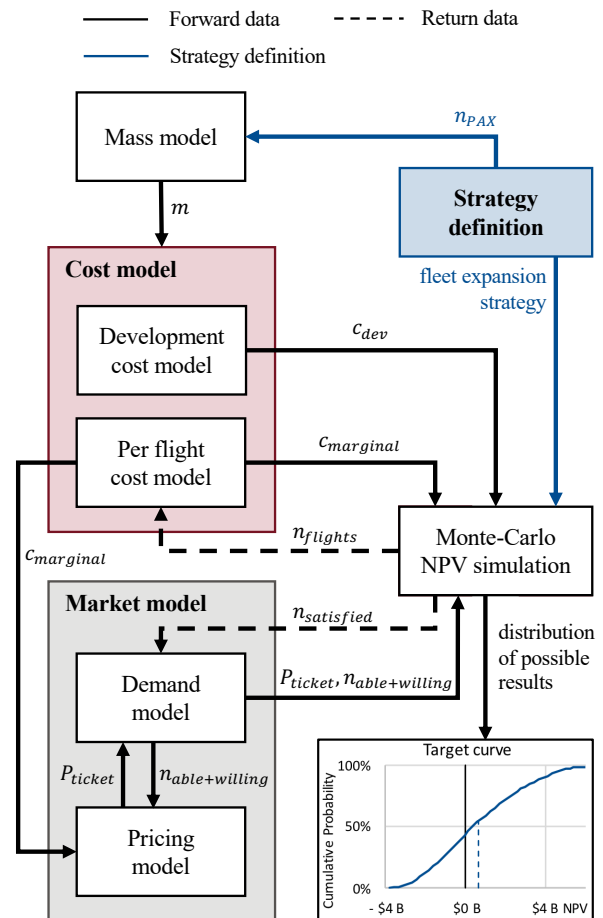 Forward data
Return data
Strategy definition
Mass model
n_PAX
Strategy
definition
m
Cost model
fleet expansion
strategy
Development
cost model
c_dev
Per flight
cost model
c_marginal
n_flights
Monte-Carlo
NPV simulation
c_marginal
Market model
n_satisfied
Demand
model
P_ticket, n_able+willing
distribution
of possible
results
P_ticket
n_able+willing
Pricing
model
Target curve
Cumulative Probability
100%
50%
0%
- $4 B
$0 B
$4 B NPV